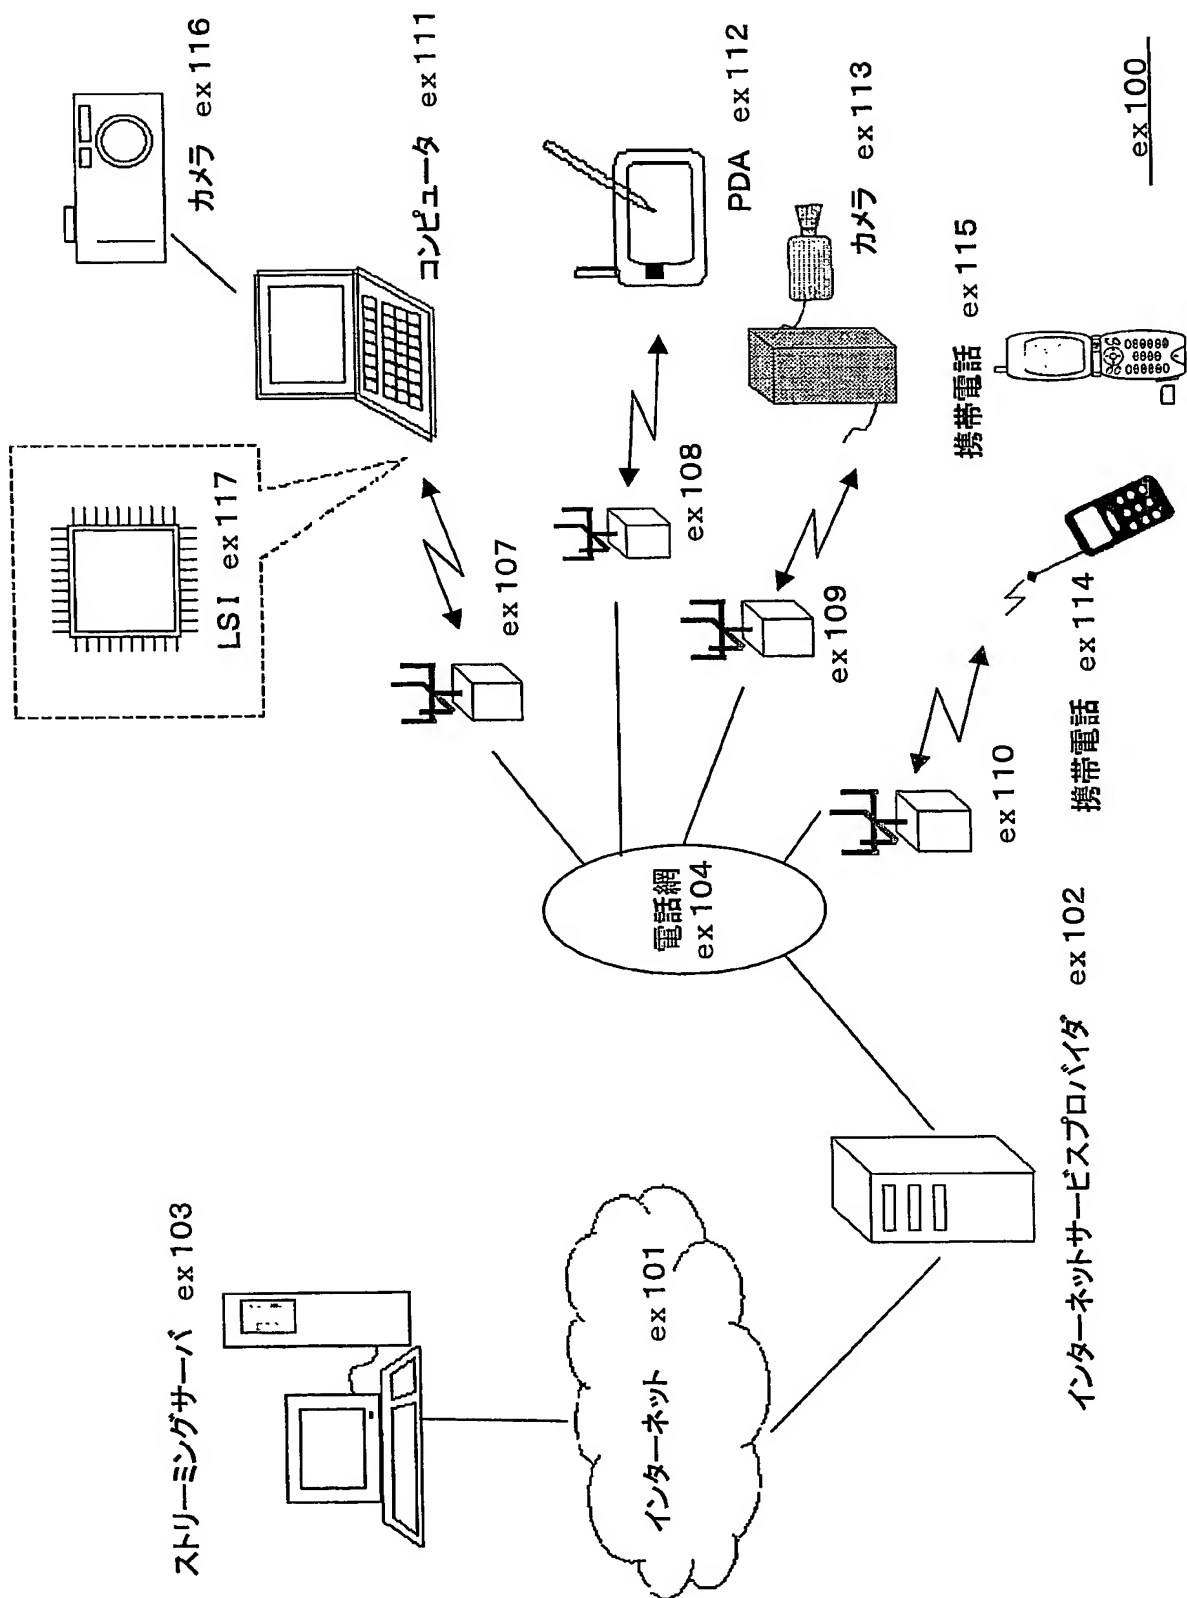 ストリーミングサーバ ex103
インターネット ex101
インターネットサービスプロバイダ ex102
電話網
ex104
LSI ex117
カメラ ex116
コンピュータ ex111
ex107
ex108
PDA ex112
ex109
カメラ ex113
ex110
携帯電話 ex115
携帯電話 ex114
ex100